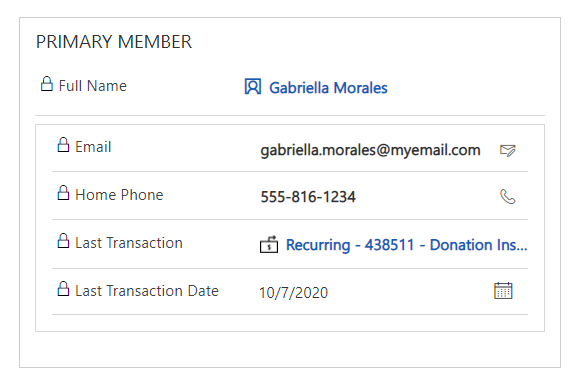 PRIMARY MEMBER
Full Name Gabriella Morales
Email gabriella.morales@myemail.com
Home Phone 555-816-1234
Last Transaction Recurring - 438511 - Donation Ins...
Last Transaction Date 10/7/2020